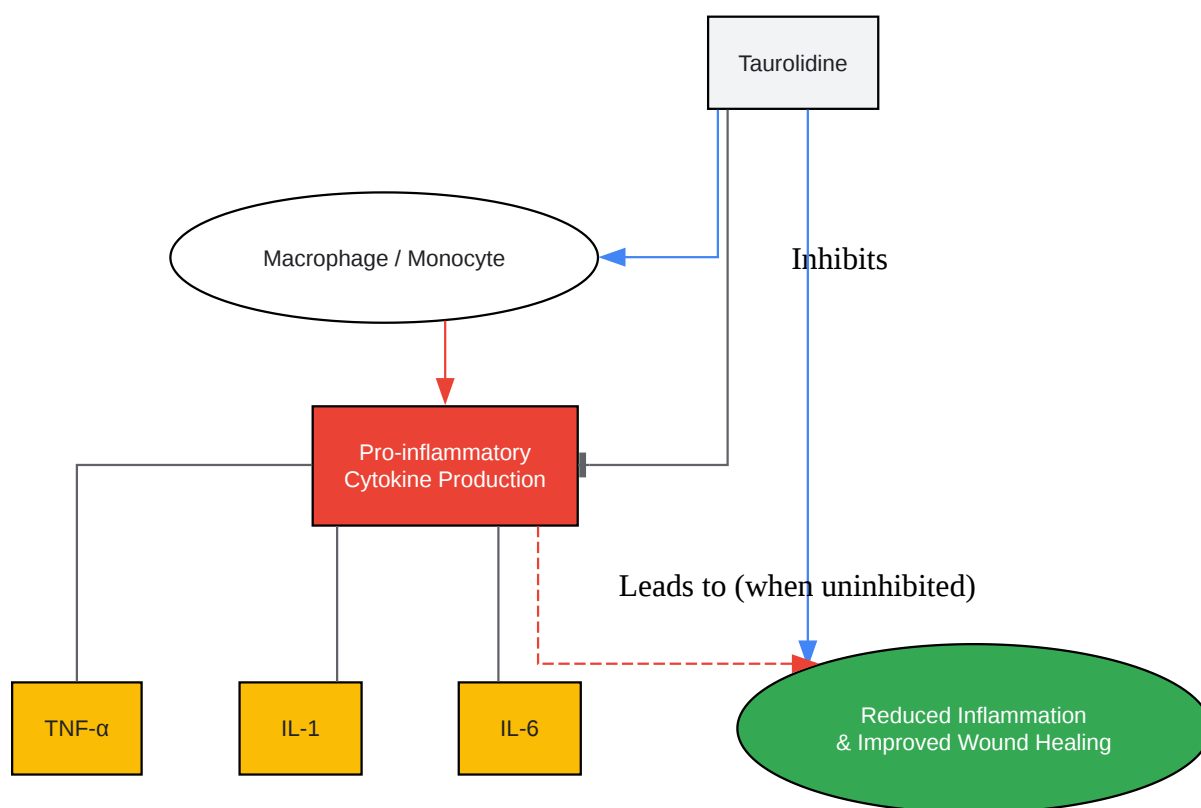 Taurolidine
Macrophage / Monocyte
Inhibits
Pro-inflammatory
Cytokine Production
Leads to (when uninhibited)
TNF-α
IL-1
IL-6
Reduced Inflammation
& Improved Wound Healing